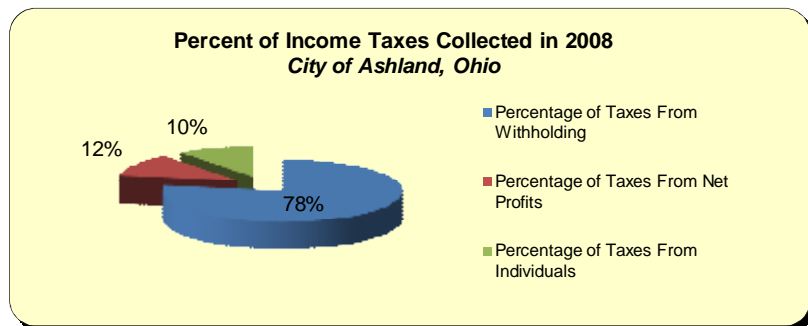 Percent of Income Taxes Collected in 2008
City of Ashland, Ohio
10%
12%
78%
Percentage of Taxes From
Withholding
Percentage of Taxes From Net
Profits
Percentage of Taxes From
Individuals